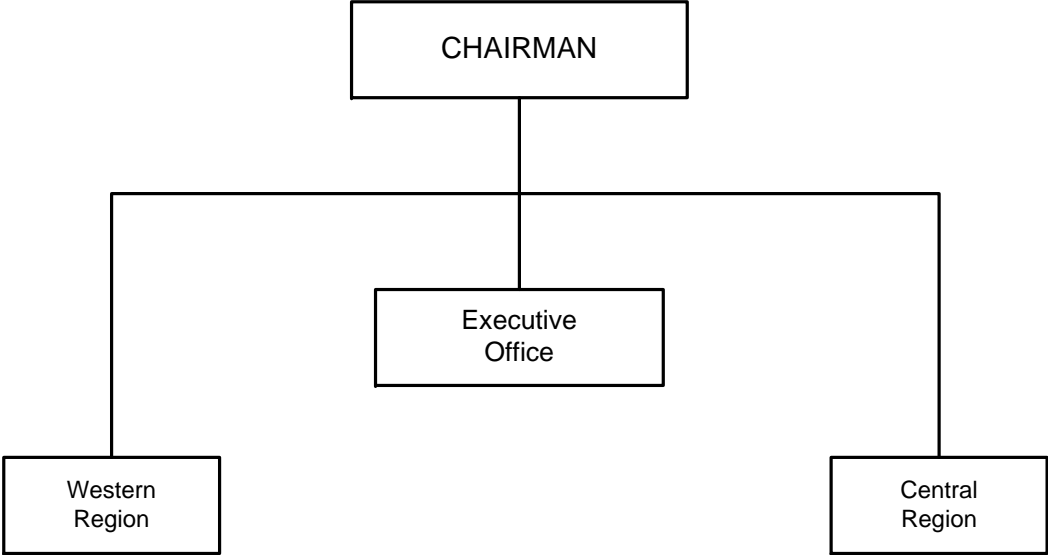 CHAIRMAN
Executive
Office
Western
Region
Central
Region